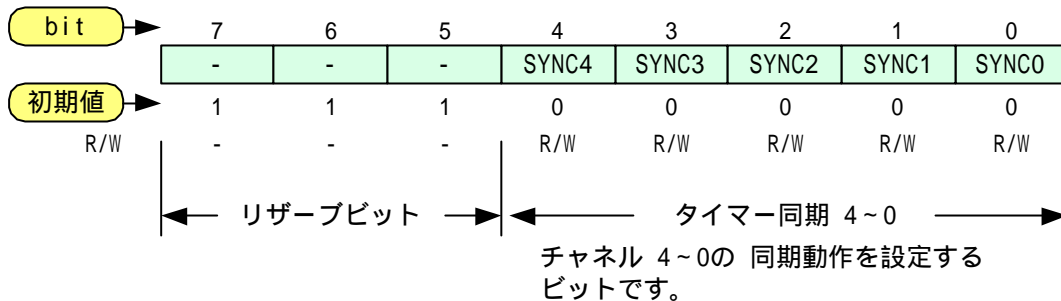 bit 7 6 5 4 3 2 1 0
- - - SYNC4 SYNC3 SYNC2 SYNC1 SYNC0
初期値 1 1 1 0 0 0 0 0
R/W - - - R/W R/W R/W R/W R/W
リザーブビット タイマー同期 4~0
チャネル 4~0の 同期動作を設定する
ビットです。